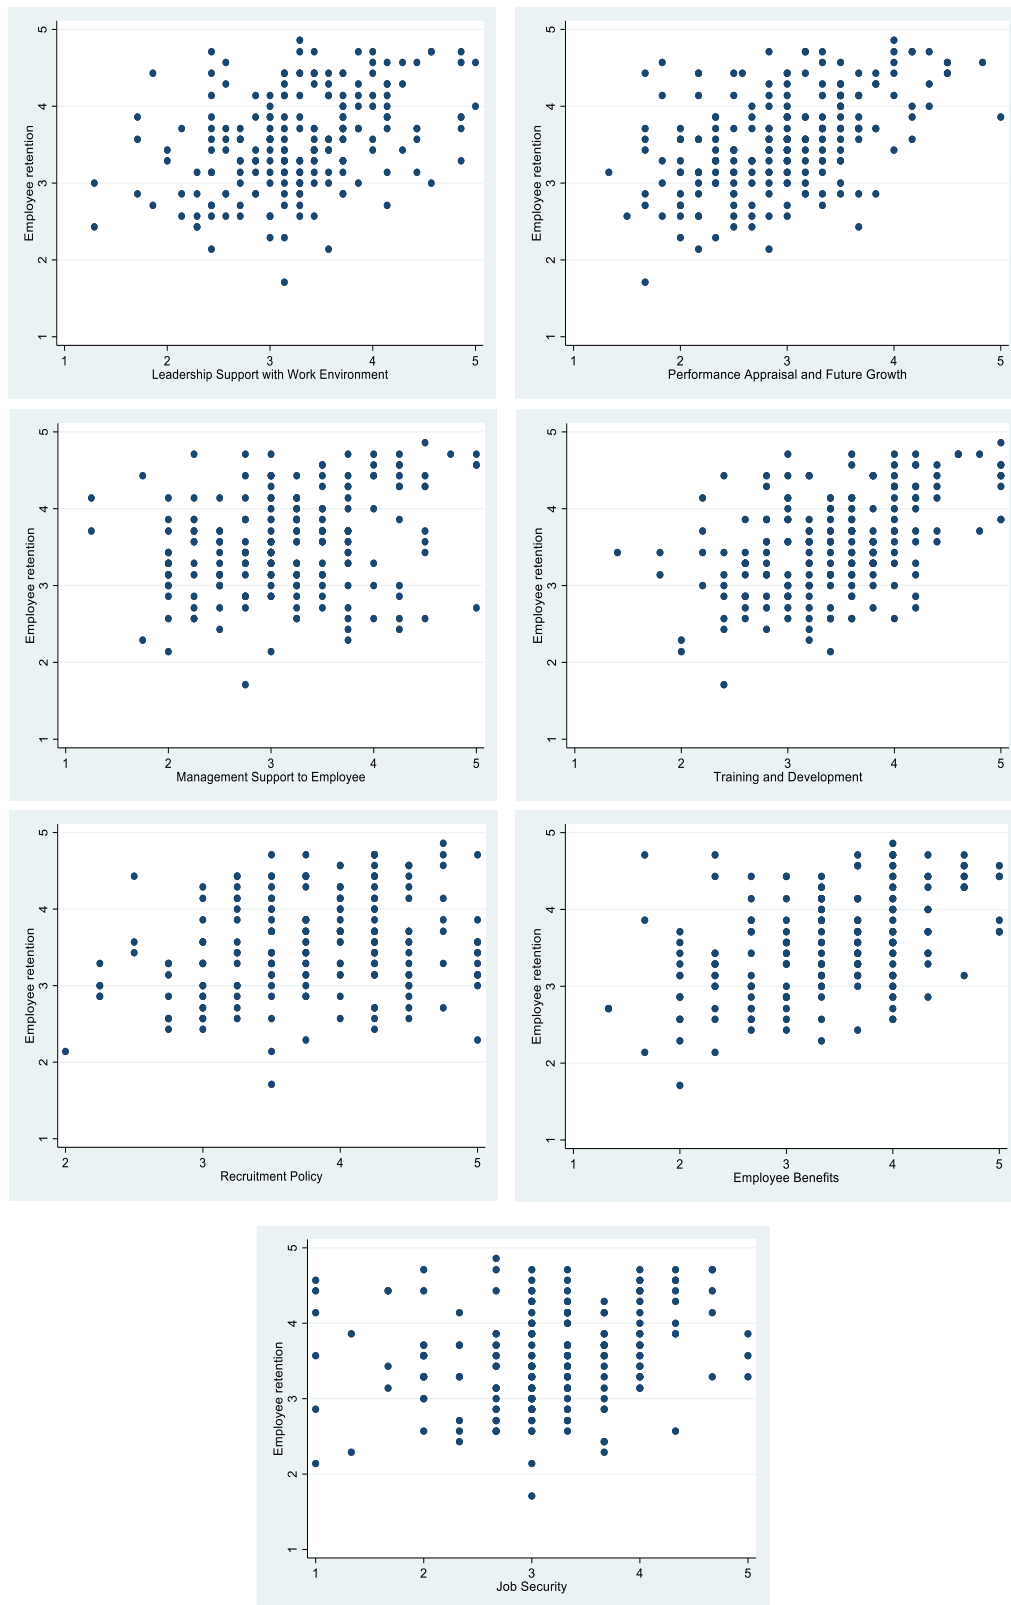 5
4
3
2
1
Employee retention
1 2 3 4 5
Leadership Support with Work Environment
5
4
3
2
1
Employee retention
1 2 3 4 5
Performance Appraisal and Future Growth
5
4
3
2
1
Employee retention
1 2 3 4 5
Management Support to Employee
5
4
3
2
1
Employee retention
1 2 3 4 5
Training and Development
5
4
3
2
1
Employee retention
2 3 4 5
Recruitment Policy
5
4
3
2
1
Employee retention
1 2 3 4 5
Employee Benefits
5
4
3
2
1
Employee retention
1 2 3 4 5
Job Security